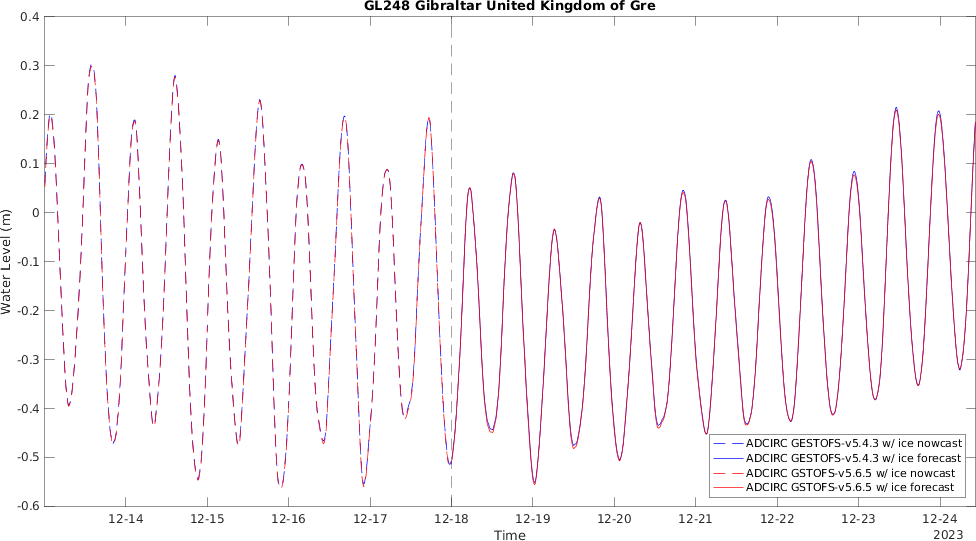 GL248 Gibraltar United Kingdom of Gre
0.4
0.3
0.2
0.1
0
-0.1
-0.2
-0.3
-0.4
-0.5
-0.6
Water Level (m)
ADCIRC GESTOFS-v5.4.3 w/ ice nowcast
ADCIRC GESTOFS-v5.4.3 w/ ice forecast
ADCIRC GSTOFS-v5.6.5 w/ ice nowcast
ADCIRC GSTOFS-v5.6.5 w/ ice forecast
12-14 12-15 12-16 12-17 12-18 12-19 12-20 12-21 12-22 12-23 12-24
Time
2023